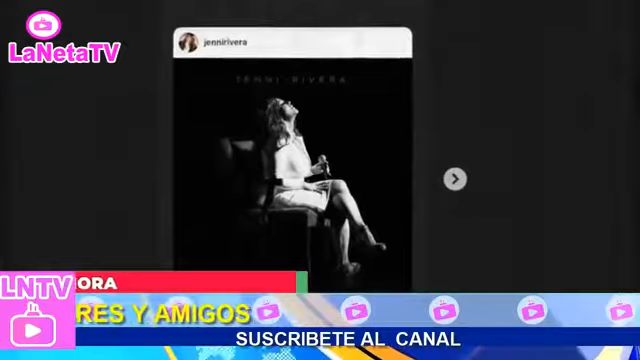 LaNetaTV
jennirivera
JENNI RIVERA
LNTV
ORA
RES Y AMIGOS
SUSCRIBETE AL CANAL